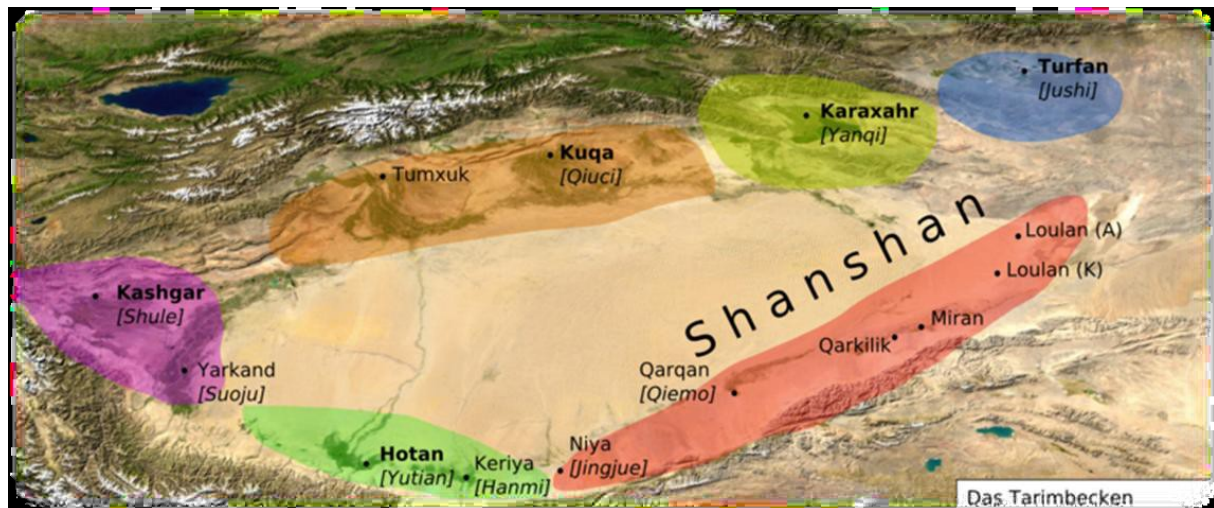 Turfan
[Jushi]
Karaxahr
[Yanqi]
Kuqa
[Qiuci]
Tumxuk
Shanshan
Loulan (A)
Loulan (K)
Kashgar
[Shule]
Miran
Qarkilik
Yarkand
[Suoju]
Qarqan
[Qiemo]
Niya
[Jingjue]
Hotan
[Yutian]
Keriya
[Hanmi]
Das Tarimbecken